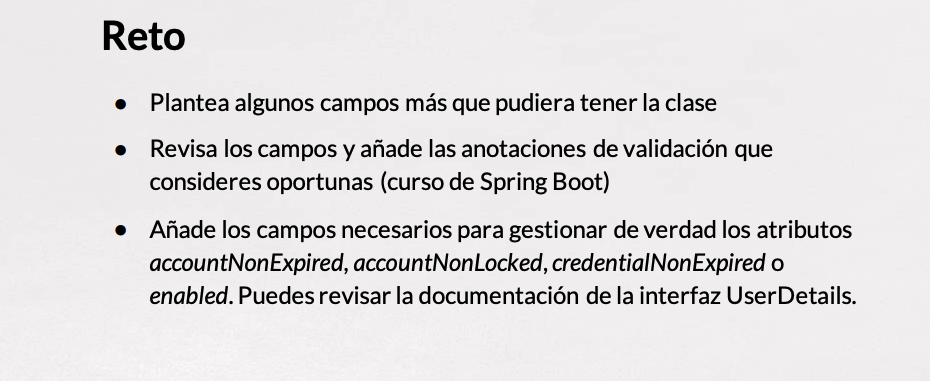 Reto
● Plantea algunos campos más que pudiera tener la clase
● Revisa los campos y añade las anotaciones de validación que
consideres oportunas (curso de Spring Boot)
● Añade los campos necesarios para gestionar de verdad los atributos
accountNonExpired, accountNonLocked, credentialNonExpired o
enabled. Puedes revisar la documentación de la interfaz UserDetails.